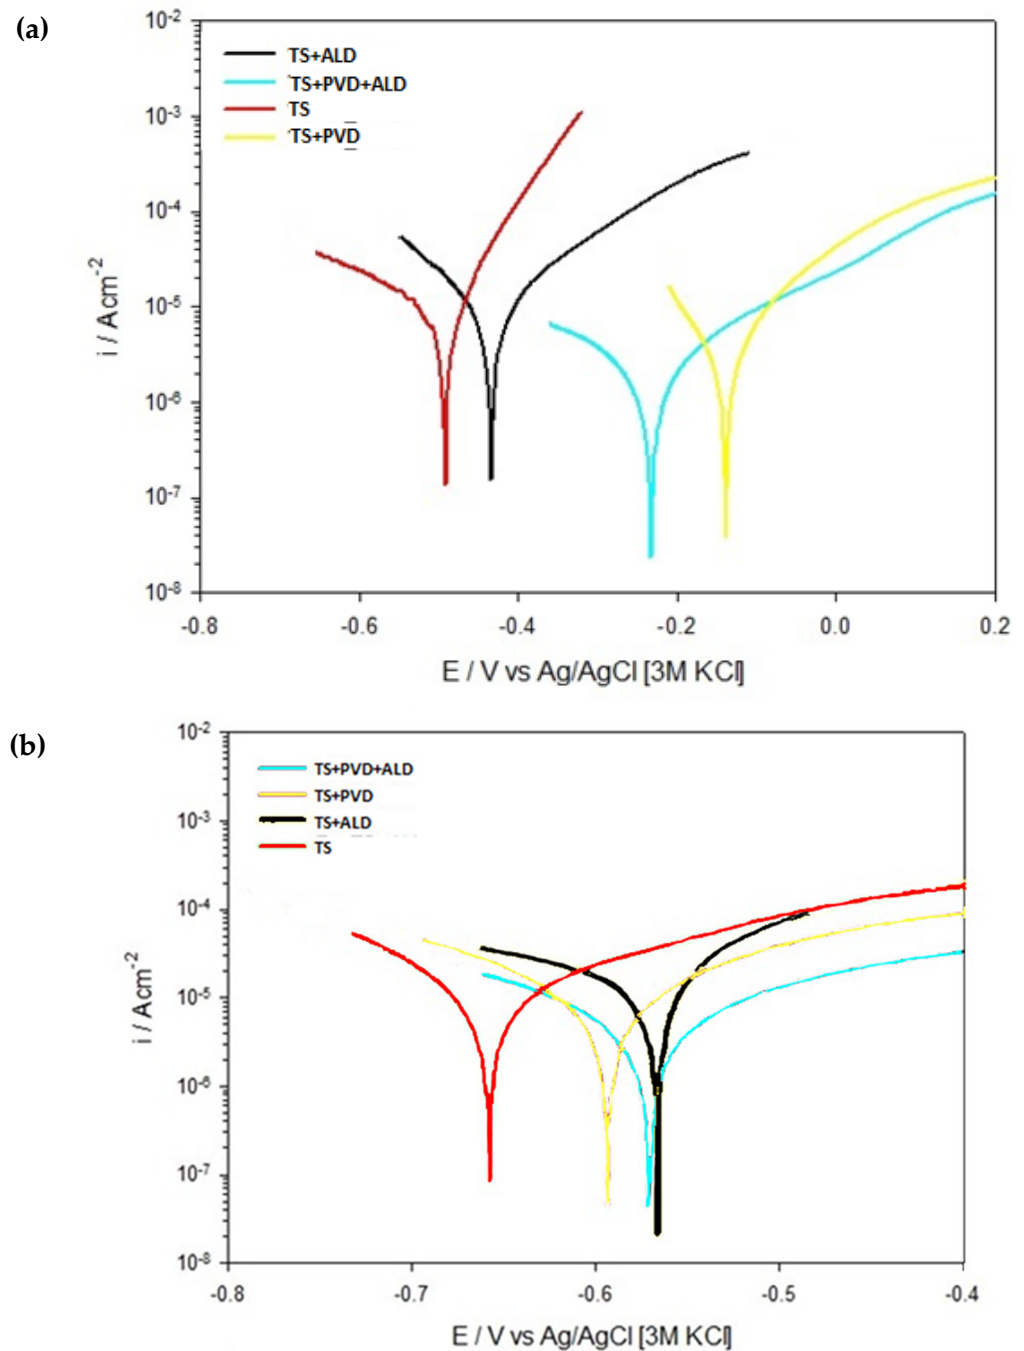 (a)
10⁻²
TS+ALD
TS+PVD+ALD
TS
TS+PVD
10⁻³
10⁻⁴
10⁻⁵
10⁻⁶
10⁻⁷
10⁻⁸
i / Acm⁻²
-0.8 -0.6 -0.4 -0.2 0.0 0.2
E / V vs Ag/AgCl [3M KCl]
(b)
10⁻²
TS+PVD+ALD
TS+PVD
TS+ALD
TS
10⁻³
10⁻⁴
10⁻⁵
10⁻⁶
10⁻⁷
10⁻⁸
i / Acm⁻²
-0.8 -0.7 -0.6 -0.5 -0.4
E / V vs Ag/AgCl [3M KCl]